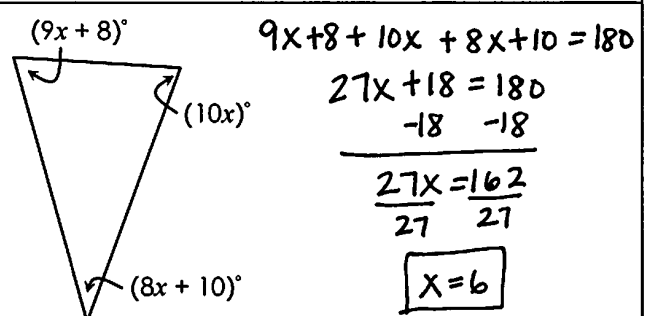 (9x + 8)°
(10x)°
(8x + 10)°
9x+8 + 10x + 8x+10 = 180
27x +18 = 180
-18 -18
27x = 162
27 27
x = 6